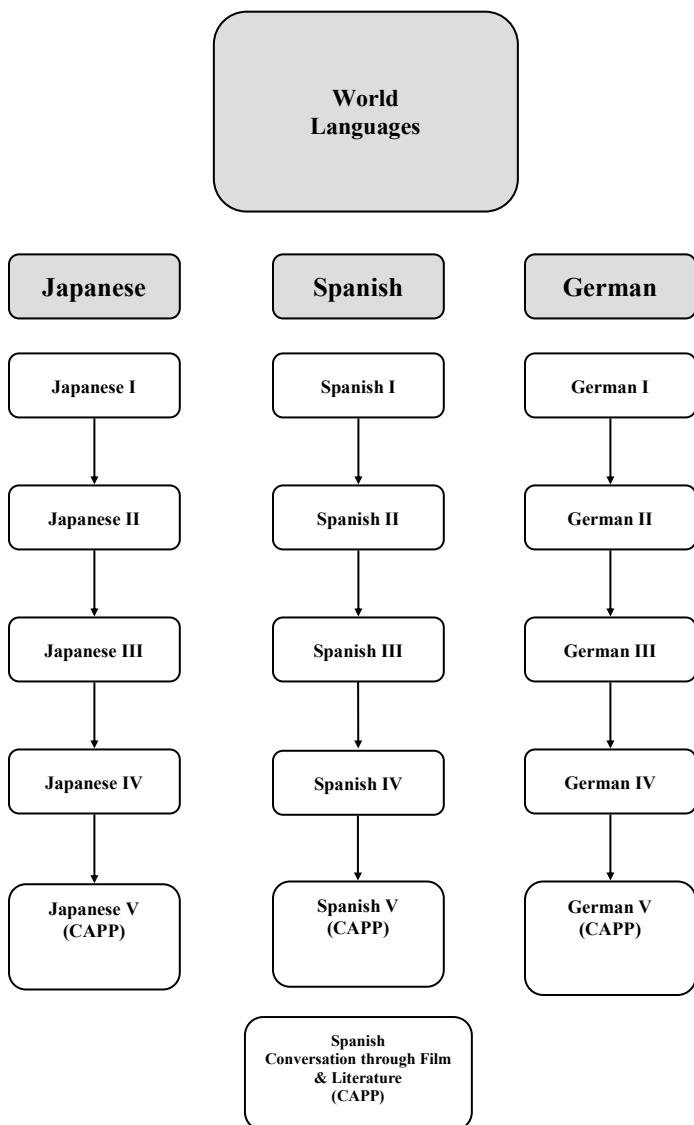 World
Languages
Japanese
Spanish
German
Japanese I
Spanish I
German I
Japanese II
Spanish II
German II
Japanese III
Spanish III
German III
Japanese IV
Spanish IV
German IV
Japanese V
(CAPP)
Spanish V
(CAPP)
German V
(CAPP)
Spanish
Conversation through Film
& Literature
(CAPP)